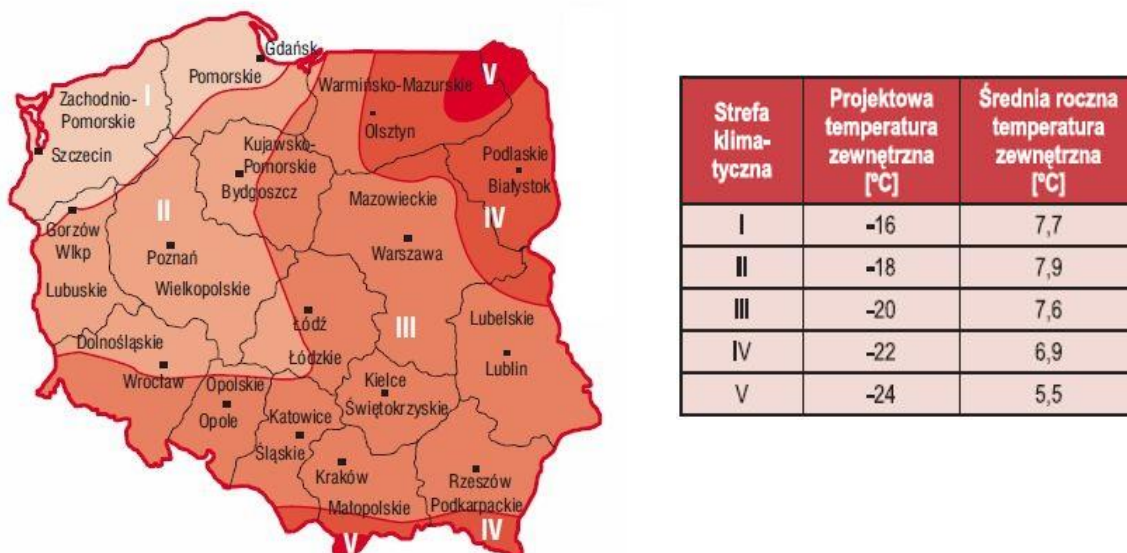 Gdańsk
Pomorskie
V
Warmińsko-Mazurskie
I
Zachodnio-
Pomorskie
Olsztyn
Szczecin
Kujawsko-
Pomorskie
Bydgoszcz
Podlaskie
Białystok
Mazowieckie
II
IV
Gorzów
Wlkp
Poznań
Warszawa
Lubuskie
Wielkopolskie
Łódź
III
Lubelskie
Dolnośląskie
Łódzkie
Lublin
Wrocław
Opolskie
Kielce
Opole
Katowice
Świętokrzyskie
Śląskie
Kraków
Rzeszów
Małopolskie
Podkarpackie
V
IV
Strefa
klima-
tyczna
Projektowa
temperatura
zewnętrzna
[ºC]
Średnia roczna
temperatura
zewnętrzna
[ºC]
I -16 7,7
II -18 7,9
III -20 7,6
IV -22 6,9
V -24 5,5